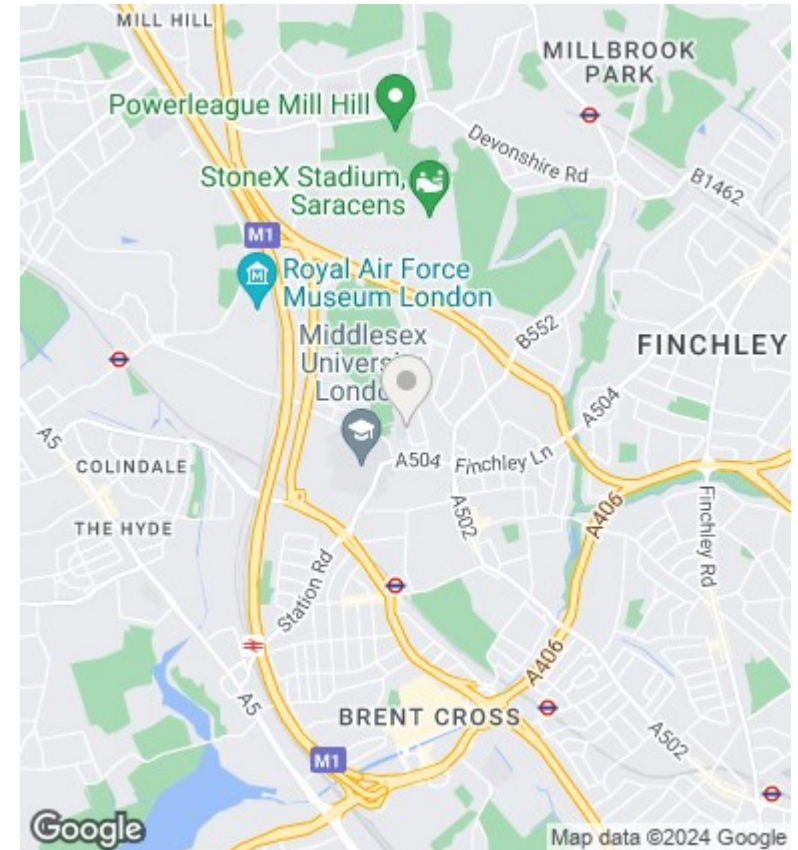 MILL HILL
MILLBROOK
PARK
Powerleague Mill Hill
Devonshire Rd
B1462
StoneX Stadium,
Saracens
M1
Royal Air Force
Museum London
B552
FINCHLEY
Middlesex
University
London
A504
A5
A504
Finchley Ln
COLINDALE
A502
A406
Finchley Rd
THE HYDE
Station Rd
A406
A5
BRENT CROSS
A502
M1
Google
Map data ©2024 Google